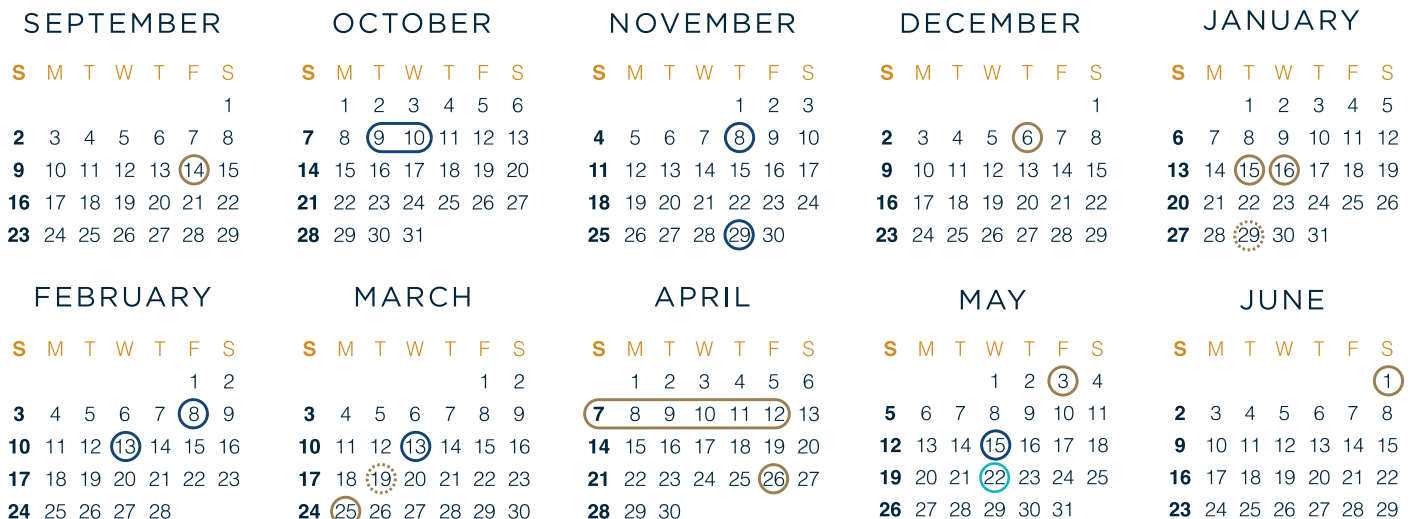 SEPTEMBER
S M T W T F S
1
2 3 4 5 6 7 8
9 10 11 12 13 14 15
16 17 18 19 20 21 22
23 24 25 26 27 28 29
OCTOBER
S M T W T F S
1 2 3 4 5 6
7 8 9 10 11 12 13
14 15 16 17 18 19 20
21 22 23 24 25 26 27
28 29 30 31
NOVEMBER
S M T W T F S
1 2 3
4 5 6 7 8 9 10
11 12 13 14 15 16 17
18 19 20 21 22 23 24
25 26 27 28 29 30
DECEMBER
S M T W T F S
1
2 3 4 5 6 7 8
9 10 11 12 13 14 15
16 17 18 19 20 21 22
23 24 25 26 27 28 29
JANUARY
S M T W T F S
1 2 3 4 5
6 7 8 9 10 11 12
13 14 15 16 17 18 19
20 21 22 23 24 25 26
27 28 29 30 31
FEBRUARY
S M T W T F S
1 2
3 4 5 6 7 8 9
10 11 12 13 14 15 16
17 18 19 20 21 22 23
24 25 26 27 28
MARCH
S M T W T F S
1 2
3 4 5 6 7 8 9
10 11 12 13 14 15 16
17 18 19 20 21 22 23
24 25 26 27 28 29 30
APRIL
S M T W T F S
1 2 3 4 5 6
7 8 9 10 11 12 13
14 15 16 17 18 19 20
21 22 23 24 25 26 27
28 29 30
MAY
S M T W T F S
1 2 3 4
5 6 7 8 9 10 11
12 13 14 15 16 17 18
19 20 21 22 23 24 25
26 27 28 29 30 31
JUNE
S M T W T F S
1
2 3 4 5 6 7 8
9 10 11 12 13 14 15
16 17 18 19 20 21 22
23 24 25 26 27 28 29